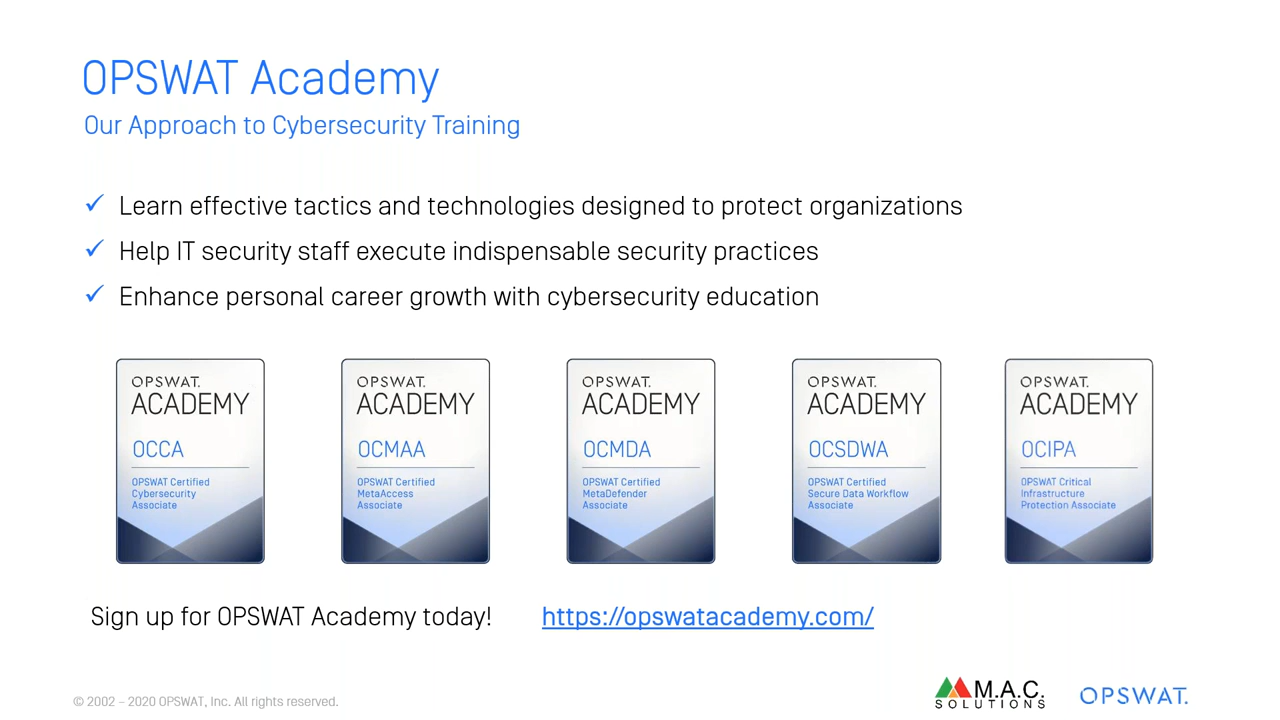 OPSWAT Academy
Our Approach to Cybersecurity Training
✓ Learn effective tactics and technologies designed to protect organizations
✓ Help IT security staff execute indispensable security practices
✓ Enhance personal career growth with cybersecurity education
OPSWAT.
ACADEMY
OCCA
OPSWAT Certified
Cybersecurity
Associate
OPSWAT.
ACADEMY
OCMAA
OPSWAT Certified
MetaAccess
Associate
OPSWAT.
ACADEMY
OCMDA
OPSWAT Certified
MetaDefender
Associate
OPSWAT.
ACADEMY
OCSDWA
OPSWAT Certified
Secure Data Workflow
Associate
OPSWAT.
ACADEMY
OCIPA
OPSWAT Critical
Infrastructure
Protection Associate
Sign up for OPSWAT Academy today! https://opswatacademy.com/
© 2002 - 2020 OPSWAT, Inc. All rights reserved.
M.A.C.
SOLUTIONS
OPSWAT.